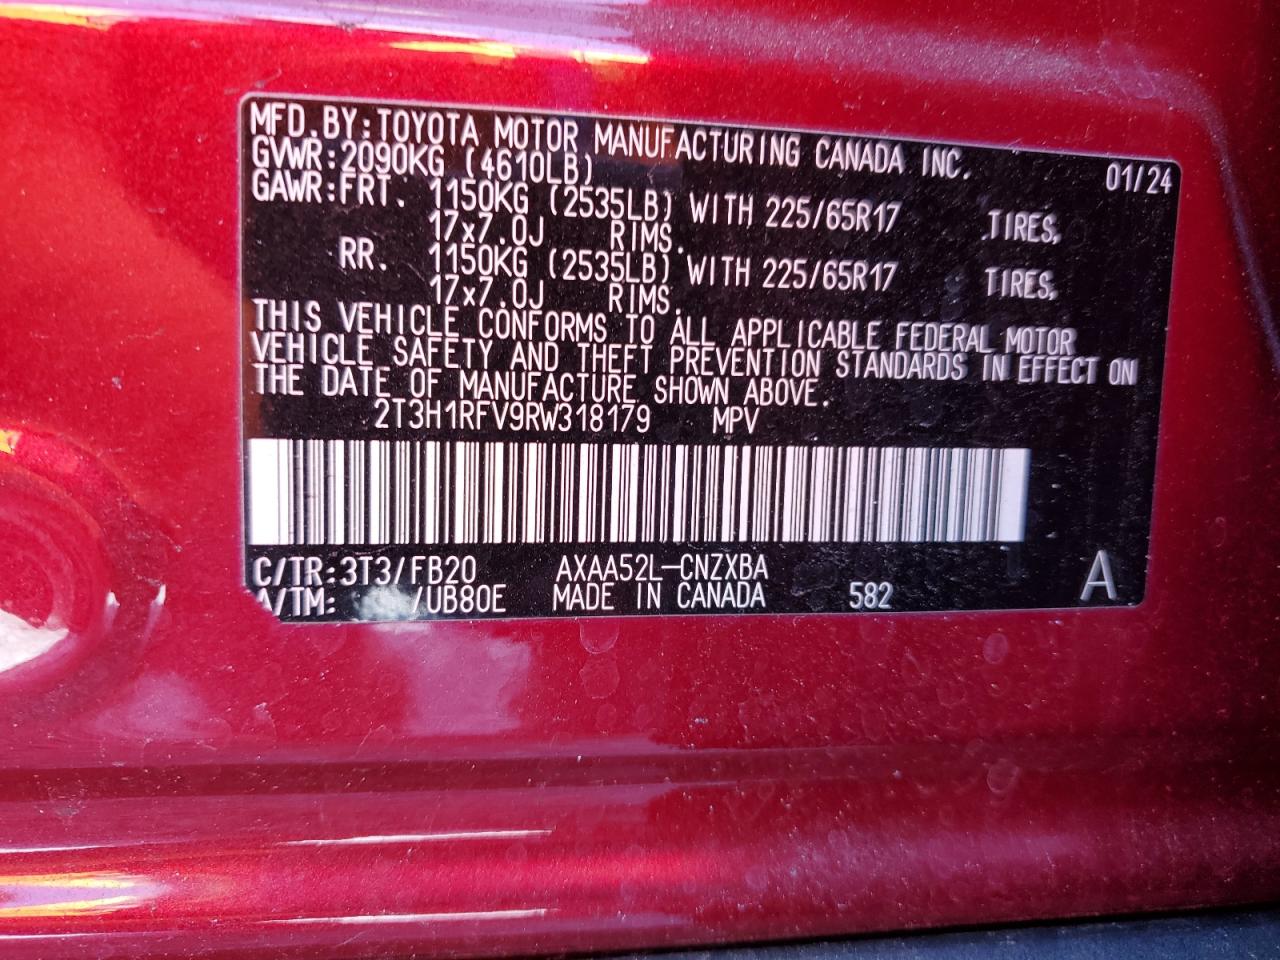 MFD.BY:TOYOTA MOTOR MANUFACTURING CANADA INC. 01/24
GVWR:2090KG (4610LB)
GAWR:FRT. 1150KG (2535LB) WITH 225/65R17 TIRES,
17x7.0J RIMS.
RR. 1150KG (2535LB) WITH 225/65R17 TIRES,
17x7.0J RIMS.
THIS VEHICLE CONFORMS TO ALL APPLICABLE FEDERAL MOTOR
VEHICLE SAFETY AND THEFT PREVENTION STANDARDS IN EFFECT ON
THE DATE OF MANUFACTURE SHOWN ABOVE.
2T3H1RFV9RW318179 MPV
C/TR:3T3/FB20 AXAA52L-CNZXBA A
A/TM: /UB80E MADE IN CANADA 582